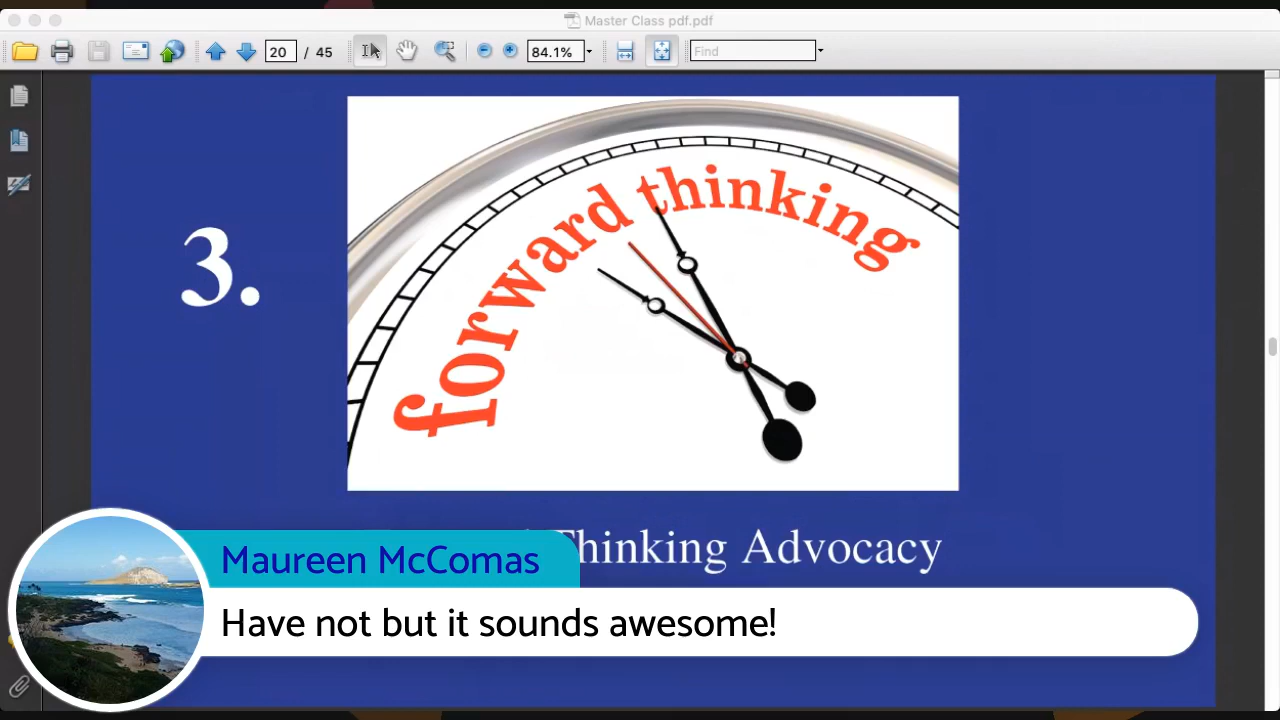 Master Class pdf.pdf
20 / 45
84.1%
Find
3.
forward thinking
Thinking Advocacy
Maureen McComas
Have not but it sounds awesome!